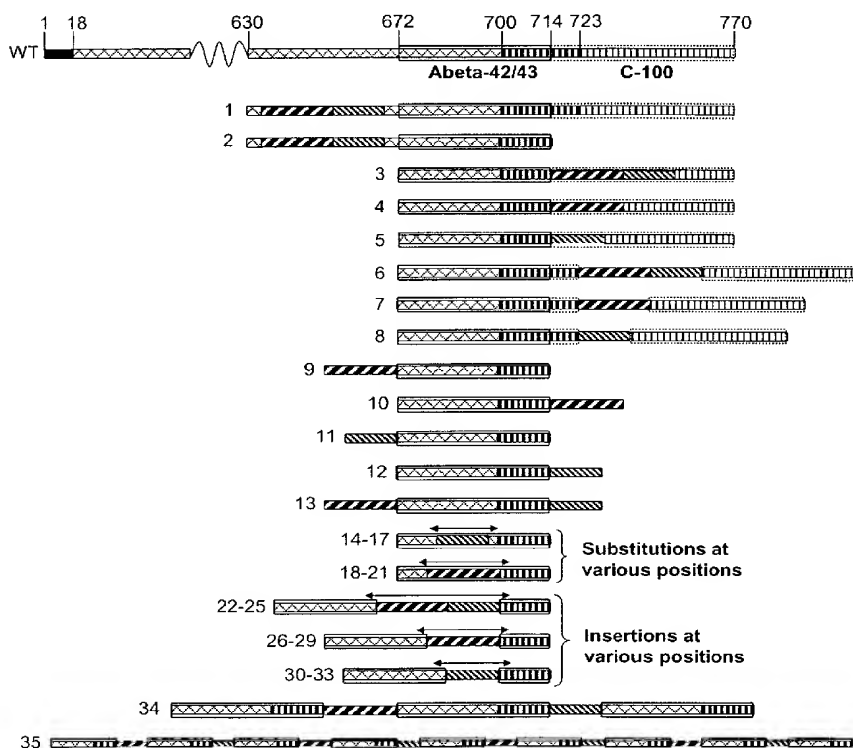 1 18 630 672 700 714 723 770
WT
Abeta-42/43 C-100
1
2
3
4
5
6
7
8
9
10
11
12
13
14-17
18-21
Substitutions at
various positions
22-25
26-29
30-33
Insertions at
various positions
34
35